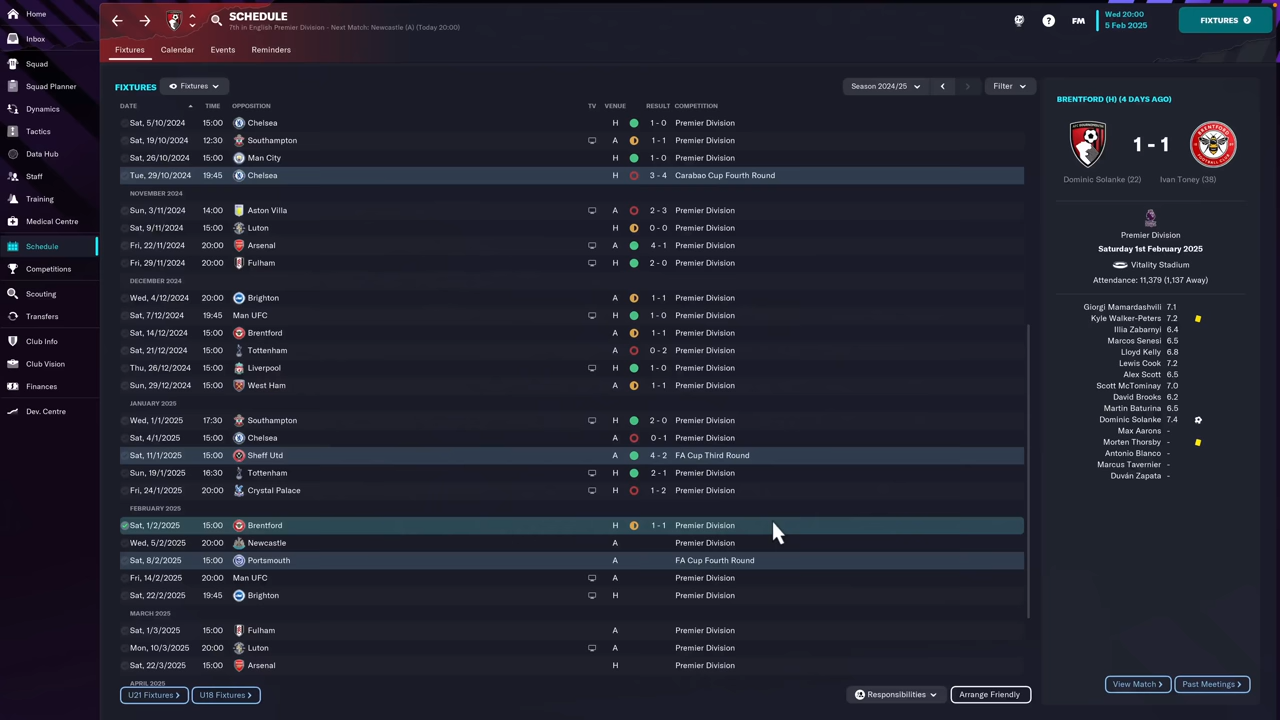 Home
Inbox
Squad
Squad Planner
Dynamics
Tactics
Data Hub
Staff
Training
Medical Centre
Schedule
Competitions
Scouting
Transfers
Club Info
Club Vision
Finances
Dev. Centre
SCHEDULE
7th in English Premier Division - Next Match: Newcastle (A) (Today 20:00)
FM
Wed 20:00
5 Feb 2025
FIXTURES
Fixtures Calendar Events Reminders
FIXTURES Fixtures Season 2024/25 Filter
DATE TIME OPPOSITION TV VENUE RESULT COMPETITION
Sat, 5/10/2024 15:00 Chelsea H 1 - 0 Premier Division
Sat, 19/10/2024 12:30 Southampton A 1 - 1 Premier Division
Sat, 26/10/2024 15:00 Man City H 1 - 0 Premier Division
Tue, 29/10/2024 19:45 Chelsea H 3 - 4 Carabao Cup Fourth Round
NOVEMBER 2024
Sun, 3/11/2024 14:00 Aston Villa A 2 - 3 Premier Division
Sat, 9/11/2024 15:00 Luton H 0 - 0 Premier Division
Fri, 22/11/2024 20:00 Arsenal A 4 - 1 Premier Division
Fri, 29/11/2024 20:00 Fulham H 2 - 0 Premier Division
DECEMBER 2024
Wed, 4/12/2024 20:00 Brighton A 1 - 1 Premier Division
Sat, 7/12/2024 19:45 Man UFC H 1 - 0 Premier Division
Sat, 14/12/2024 15:00 Brentford A 1 - 1 Premier Division
Sat, 21/12/2024 15:00 Tottenham A 0 - 2 Premier Division
Thu, 26/12/2024 15:00 Liverpool H 1 - 0 Premier Division
Sun, 29/12/2024 15:00 West Ham A 1 - 1 Premier Division
JANUARY 2025
Wed, 1/1/2025 17:30 Southampton H 2 - 0 Premier Division
Sat, 4/1/2025 15:00 Chelsea A 0 - 1 Premier Division
Sat, 11/1/2025 15:00 Sheff Utd A 4 - 2 FA Cup Third Round
Sun, 19/1/2025 16:30 Tottenham H 2 - 1 Premier Division
Fri, 24/1/2025 20:00 Crystal Palace H 1 - 2 Premier Division
FEBRUARY 2025
Sat, 1/2/2025 15:00 Brentford H 1 - 1 Premier Division
Wed, 5/2/2025 20:00 Newcastle A Premier Division
Sat, 8/2/2025 15:00 Portsmouth A FA Cup Fourth Round
Fri, 14/2/2025 20:00 Man UFC A Premier Division
Sat, 22/2/2025 19:45 Brighton H Premier Division
MARCH 2025
Sat, 1/3/2025 15:00 Fulham A Premier Division
Mon, 10/3/2025 20:00 Luton A Premier Division
Sat, 22/3/2025 15:00 Arsenal H Premier Division
APRIL 2025
U21 Fixtures U18 Fixtures Responsibilities Arrange Friendly
BRENTFORD (H) (4 DAYS AGO)
1 - 1
Dominic Solanke (22) Ivan Toney (38)
Premier Division
Saturday 1st February 2025
Vitality Stadium
Attendance: 11,379 (1,137 Away)
Giorgi Mamardashvili 7.1
Kyle Walker-Peters 7.2
Illia Zabarnyi 6.4
Marcos Senesi 6.5
Lloyd Kelly 6.8
Lewis Cook 7.2
Alex Scott 6.5
Scott McTominay 7.0
David Brooks 6.2
Martin Baturina 6.5
Dominic Solanke 7.4
Max Aarons -
Morten Thorsby -
Antonio Blanco -
Marcus Tavernier -
Duván Zapata -
View Match Past Meetings